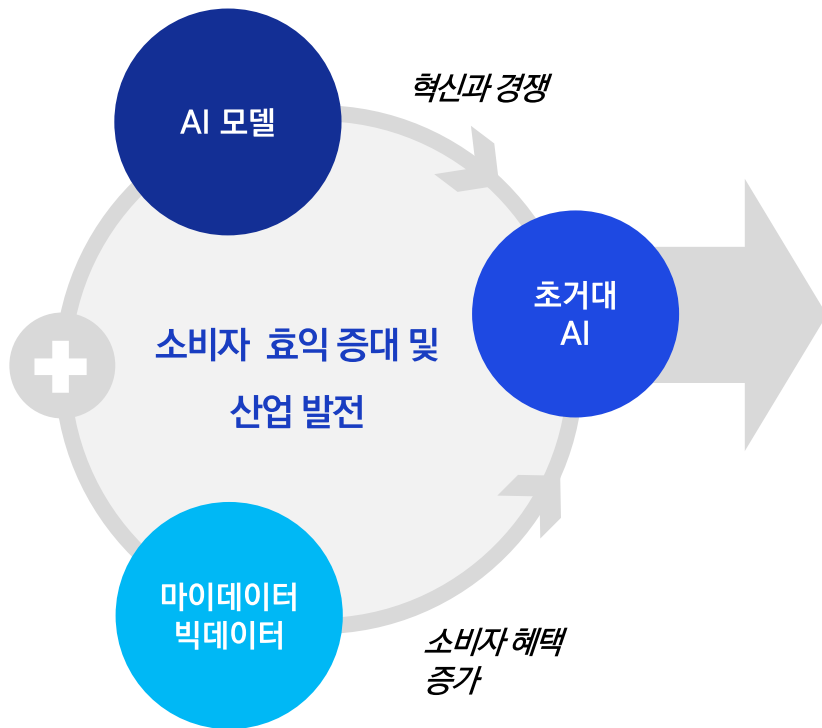 혁신과 경쟁
AI 모델
초거대
AI
소비자 효익 증대 및
산업 발전
마이데이터
빅데이터
소비자 혜택
증가